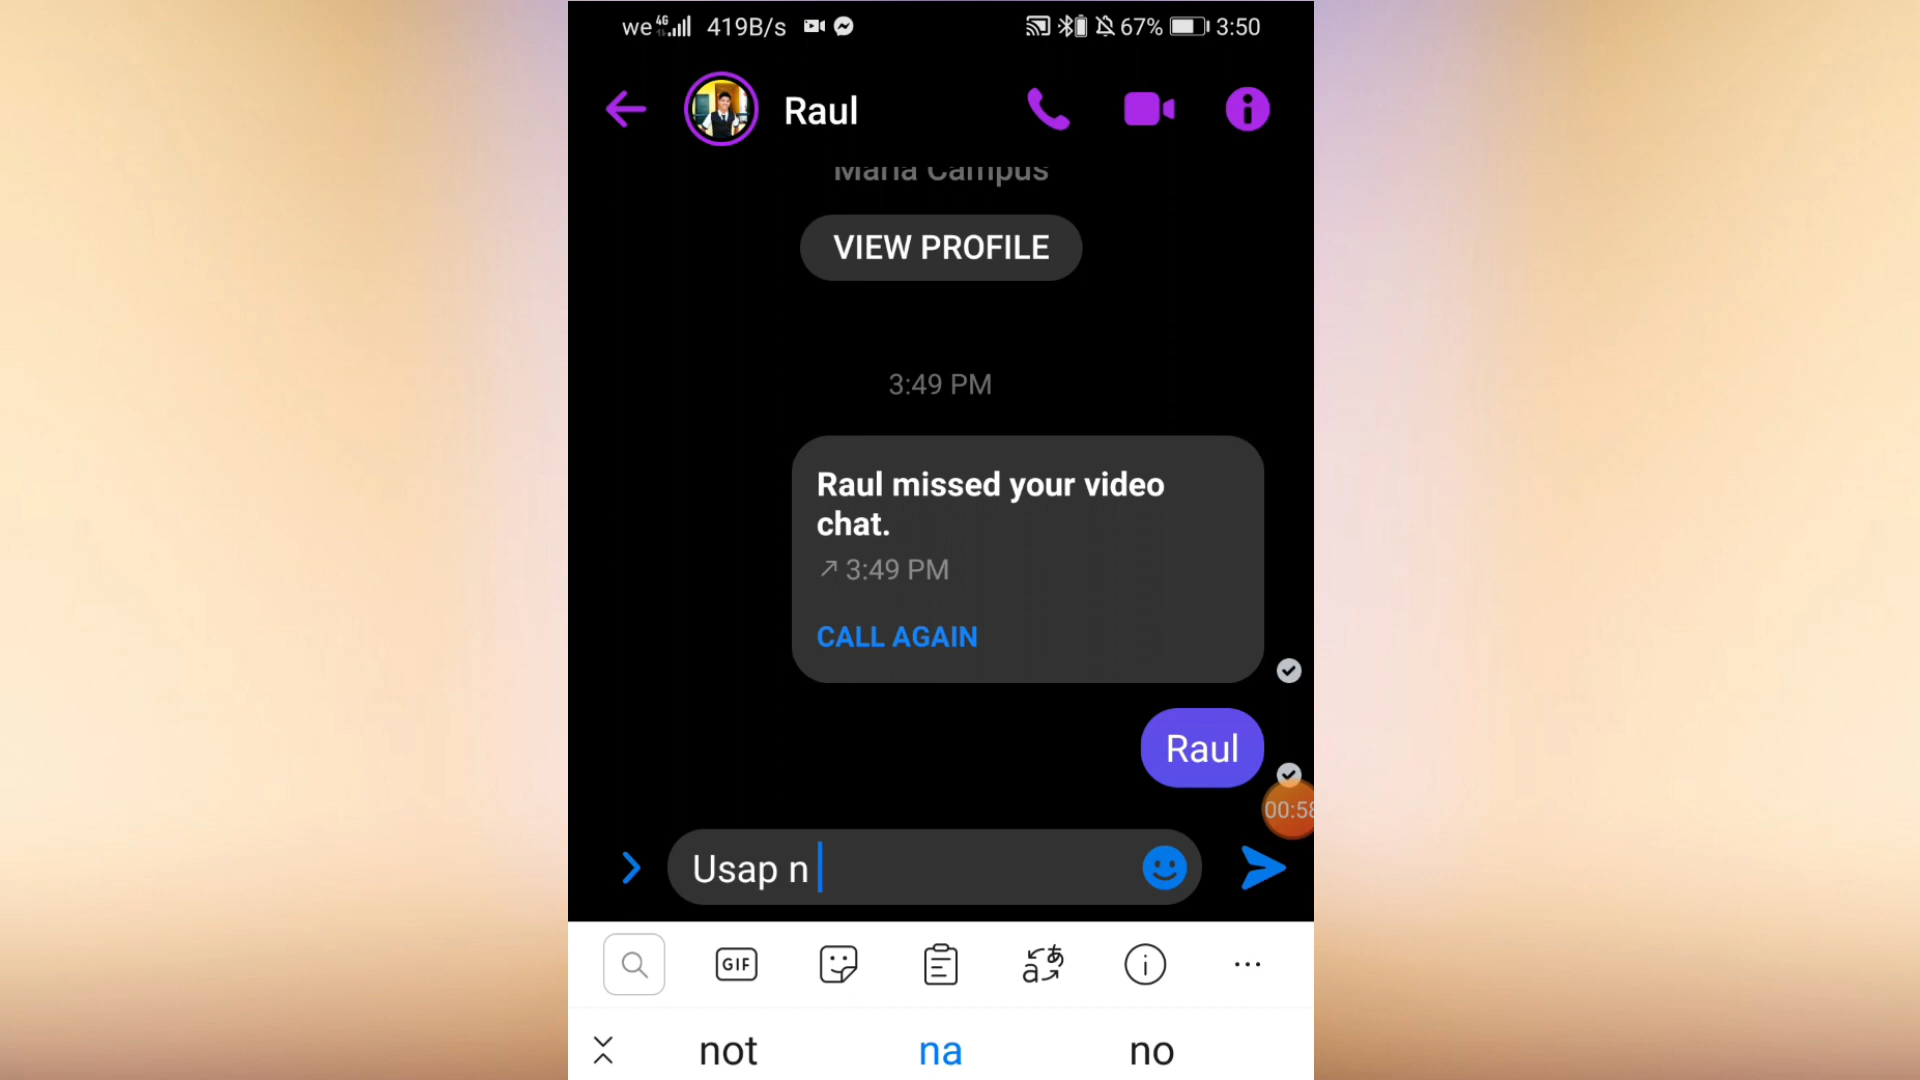 we 4G 419B/s 67% 3:50
Raul
Maria Campus
VIEW PROFILE
3:49 PM
Raul missed your video
chat.
↗ 3:49 PM
CALL AGAIN
Raul
00:58
Usap n
GIF
a あ
not na no